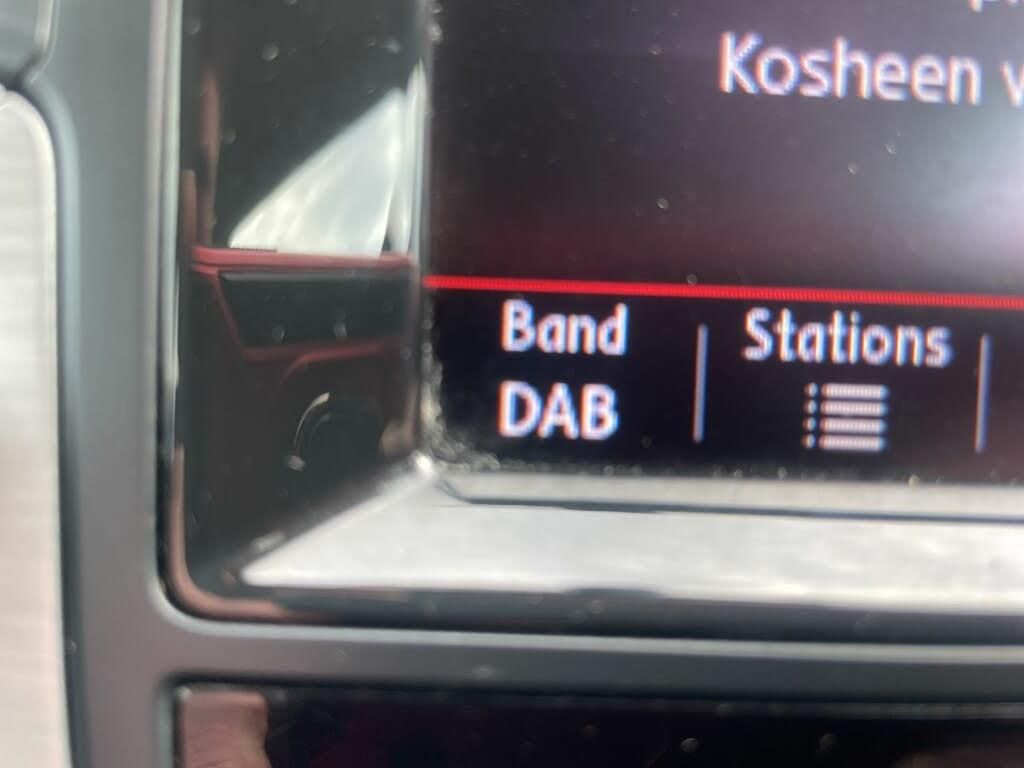 Kosheen
Band
Stations
DAB